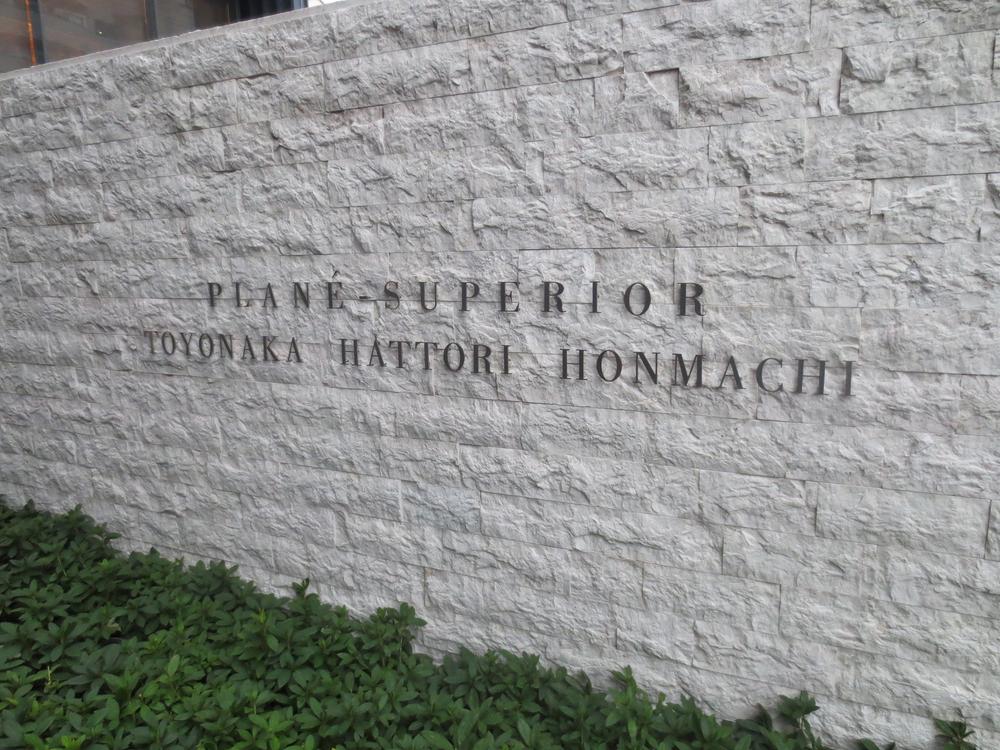 PLANÉ-SUPERIOR
TOYONAKA HATTORI HONMACHI